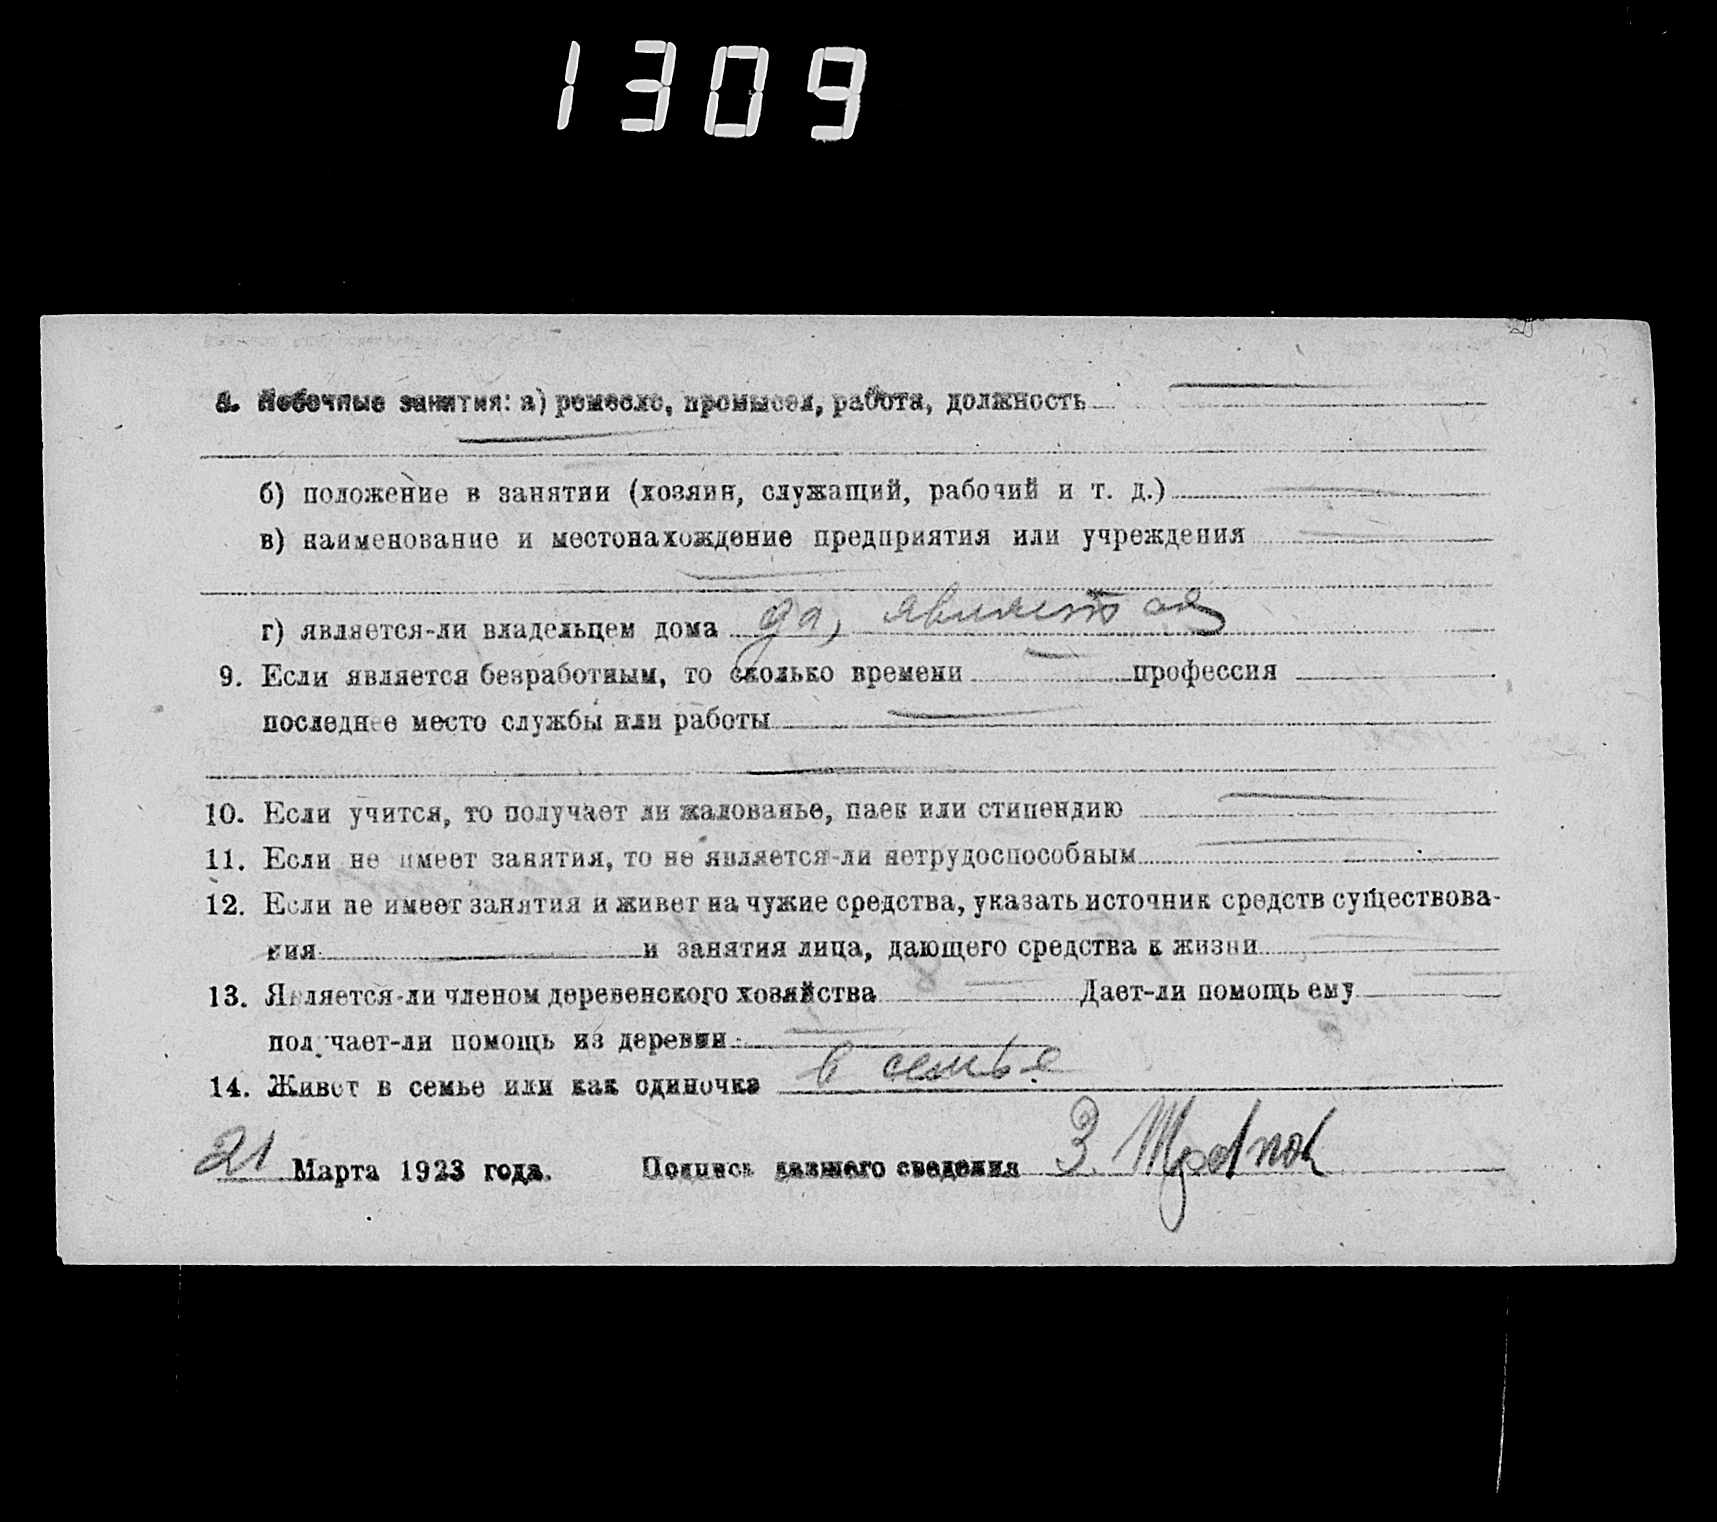 1309
8. Побочные занятия: а) ремесло, промысел, работа, должность
б) положение в занятии (хозяин, служащий, рабочий и т. д.)
в) наименование и местонахождение предприятия или учреждения
г) является-ли владельцем дома да, является
9. Если является безработным, то сколько времени профессия
последнее место службы или работы
10. Если учится, то получает ли жалованье, паек или стипендию
11. Если не имеет занятия, то не является-ли нетрудоспособным
12. Если не имеет занятия и живет на чужие средства, указать источник средств существова-
ния и занятия лица, дающего средства к жизни
13. Является-ли членом деревенского хозяйства Дает-ли помощь ему
получает-ли помощь из деревни
14. Живет в семье или как одиночка в семье
21 Марта 1923 года. Подпись давшего сведения З.